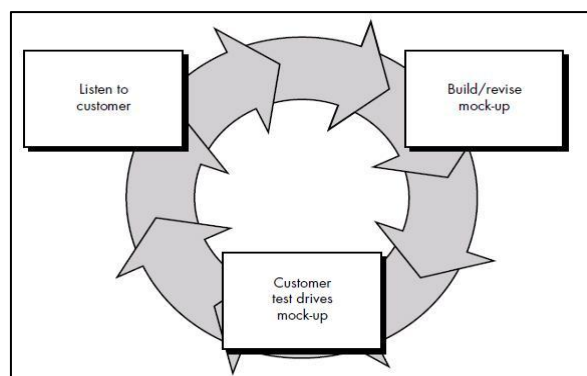 Listen to
customer
Build/revise
mock-up
Customer
test drives
mock-up